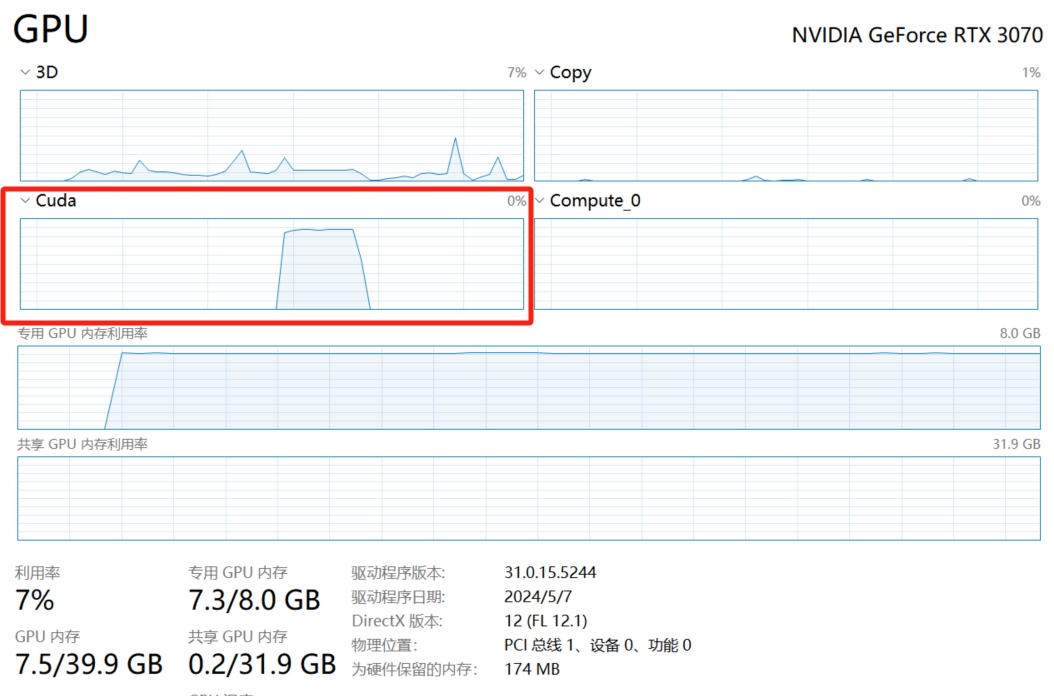 GPU
NVIDIA GeForce RTX 3070
3D 7%
Copy 1%
Cuda 0%
Compute_0 0%
专用 GPU 内存利用率 8.0 GB
共享 GPU 内存利用率 31.9 GB
利用率
7%
专用 GPU 内存
7.3/8.0 GB
GPU 内存
7.5/39.9 GB
共享 GPU 内存
0.2/31.9 GB
驱动程序版本: 31.0.15.5244
驱动程序日期: 2024/5/7
DirectX 版本: 12 (FL 12.1)
物理位置: PCI 总线 1、设备 0、功能 0
为硬件保留的内存: 174 MB